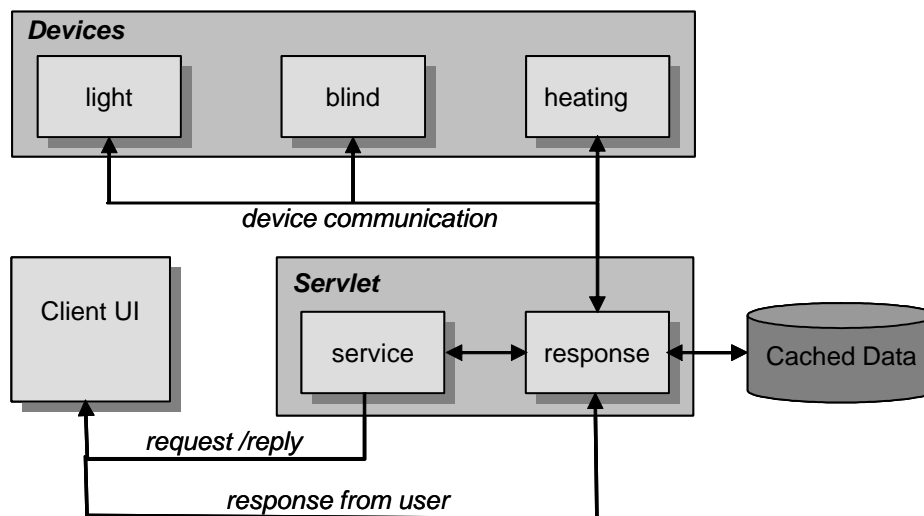 Devices
light
blind
heating
device communication
Client UI
Servlet
service
response
Cached Data
request /reply
response from user